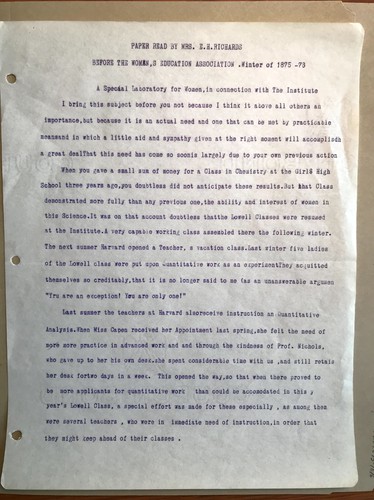 PAPER READ BY MRS. E.H.RICHARDS
BEFORE THE WOMEN,S EDUCATION ASSOCIATION .Winter of 1875 -73
A Special Laboratory for Women,in connection with The Institute
I bring this subject before you not because I think it above all others an
importance,but because it is an actual need and one that can be met by practicable
meansand in which a little aid and sympathy given at the right moment will accomplish
a great dealThat this need has come so soonis largely due to your own previous action
When you gave a small sum of money for a Class in Chemistry at the Girls High
School three years ago,you doubtless did not anticipate these results.But that Class
demonstrated more fully than any previous one,the ability and interest of women in
this Science.It was on that account doubtless thatthe Lowell Classes were resumed
at the Institute.A very capable working class assembled there the following winter.
The next summer Harvard opened a Teacher,s vacation class.Last winter five ladies
of the Lowell class were put upon Quantitative work as an experimentThey acquitted
themselves so creditably,that it is no longer said to me (as an unanswerable argumen
"You are an exception! You are only one!"
Last summer the teachers at Harvard alsoreceive instruction an Quantitative
Analysis.When Miss Capen received her Appointment last spring,she felt the need of
more more practice in advanced work and and through the kindness of Prof. Nichols,
who gave up to her his own desk.she spent considerable time with us ,and still retais
her desk fortwo days in a week. This opened the way,so that when there proved to
be more applicants for quantitative work than could be accomodated in this y
year's Lowell Class, a special effort was made for these especially , as among them
were several teachers , who were in immediate need of instruction,in order that
they might keep ahead of their classes .